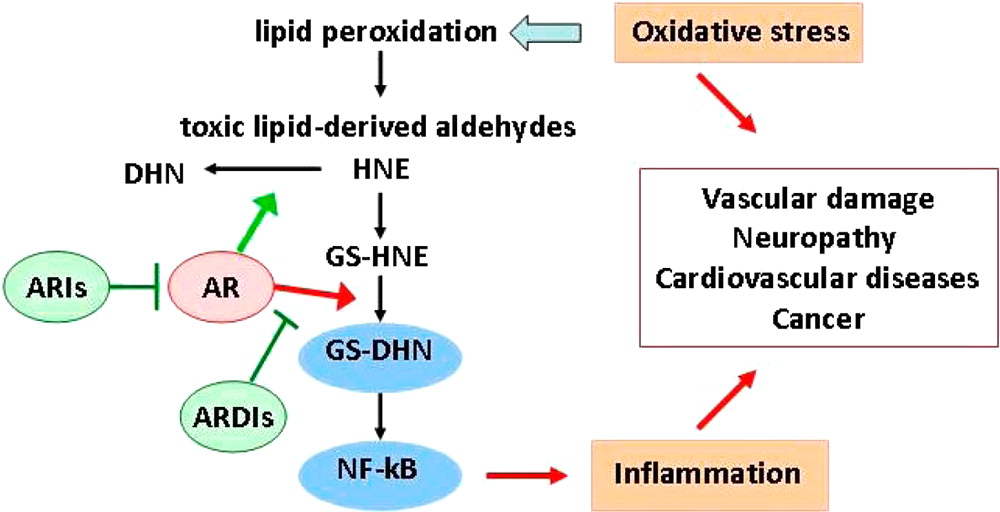 lipid peroxidation
Oxidative stress
toxic lipid-derived aldehydes
DHN
HNE
Vascular damage
Neuropathy
Cardiovascular diseases
Cancer
GS-HNE
ARIs
AR
GS-DHN
ARDIs
NF-kB
Inflammation